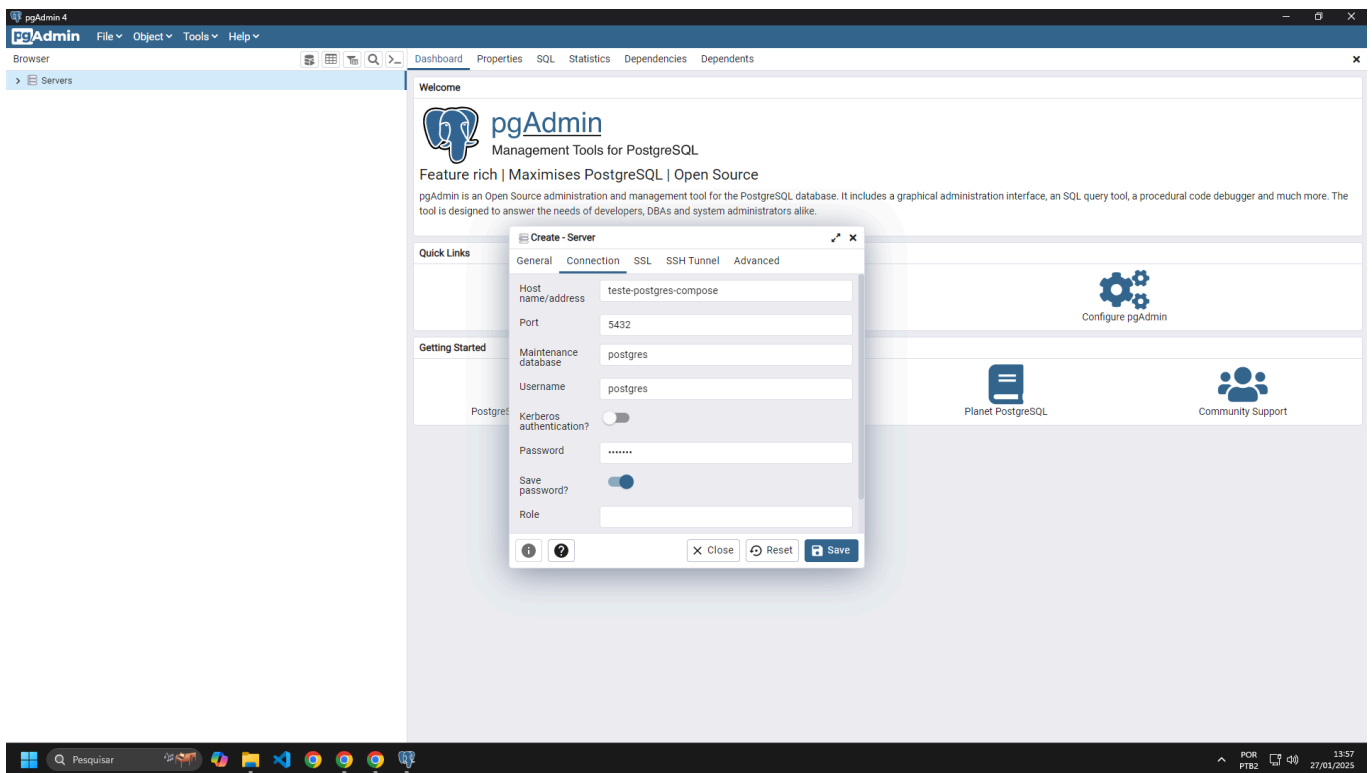 pgAdmin 4
pgAdmin File Object Tools Help
Browser
Servers
Dashboard Properties SQL Statistics Dependencies Dependents
Welcome
pgAdmin
Management Tools for PostgreSQL
Feature rich | Maximises PostgreSQL | Open Source
pgAdmin is an Open Source administration and management tool for the PostgreSQL database. It includes a graphical administration interface, an SQL query tool, a procedural code debugger and much more. The
tool is designed to answer the needs of developers, DBAs and system administrators alike.
Quick Links
Configure pgAdmin
Getting Started
PostgreS
Planet PostgreSQL
Community Support
Create - Server
General Connection SSL SSH Tunnel Advanced
Host
name/address
teste-postgres-compose
Port
5432
Maintenance
database
postgres
Username
postgres
Kerberos
authentication?
Password
•••••••
Save
password?
Role
Close Reset Save
Pesquisar
POR
PTB2
13:57
27/01/2025